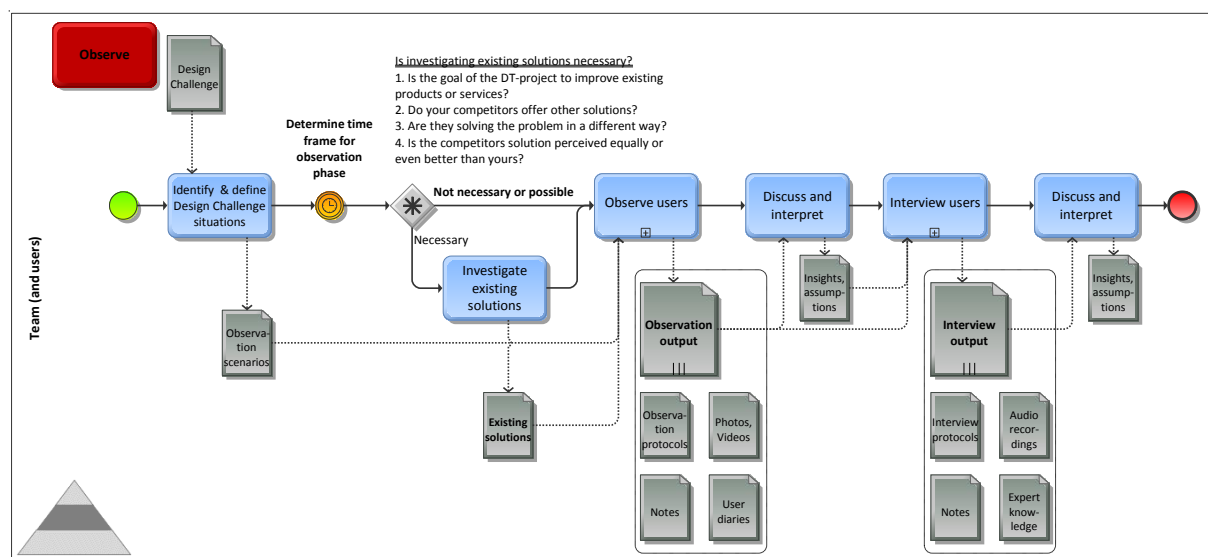 Observe
Design
Challenge
Is investigating existing solutions necessary?
1. Is the goal of the DT-project to improve existing
products or services?
2. Do your competitors offer other solutions?
3. Are they solving the problem in a different way?
4. Is the competitors solution perceived equally or
even better than yours?
Determine time
frame for
observation
phase
Team (and users)
Identify & define
Design Challenge
situations
Not necessary or possible
Necessary
Investigate
existing
solutions
Observe users
Discuss and
interpret
Interview users
Discuss and
interpret
Observa-
tion
scenarios
Existing
solutions
Insights,
assump-
tions
Insights,
assump-
tions
Observation
output
Observa-
tion
protocols
Photos,
Videos
Notes
User
diaries
Interview
output
Interview
protocols
Audio
recor-
dings
Notes
Expert
know-
ledge